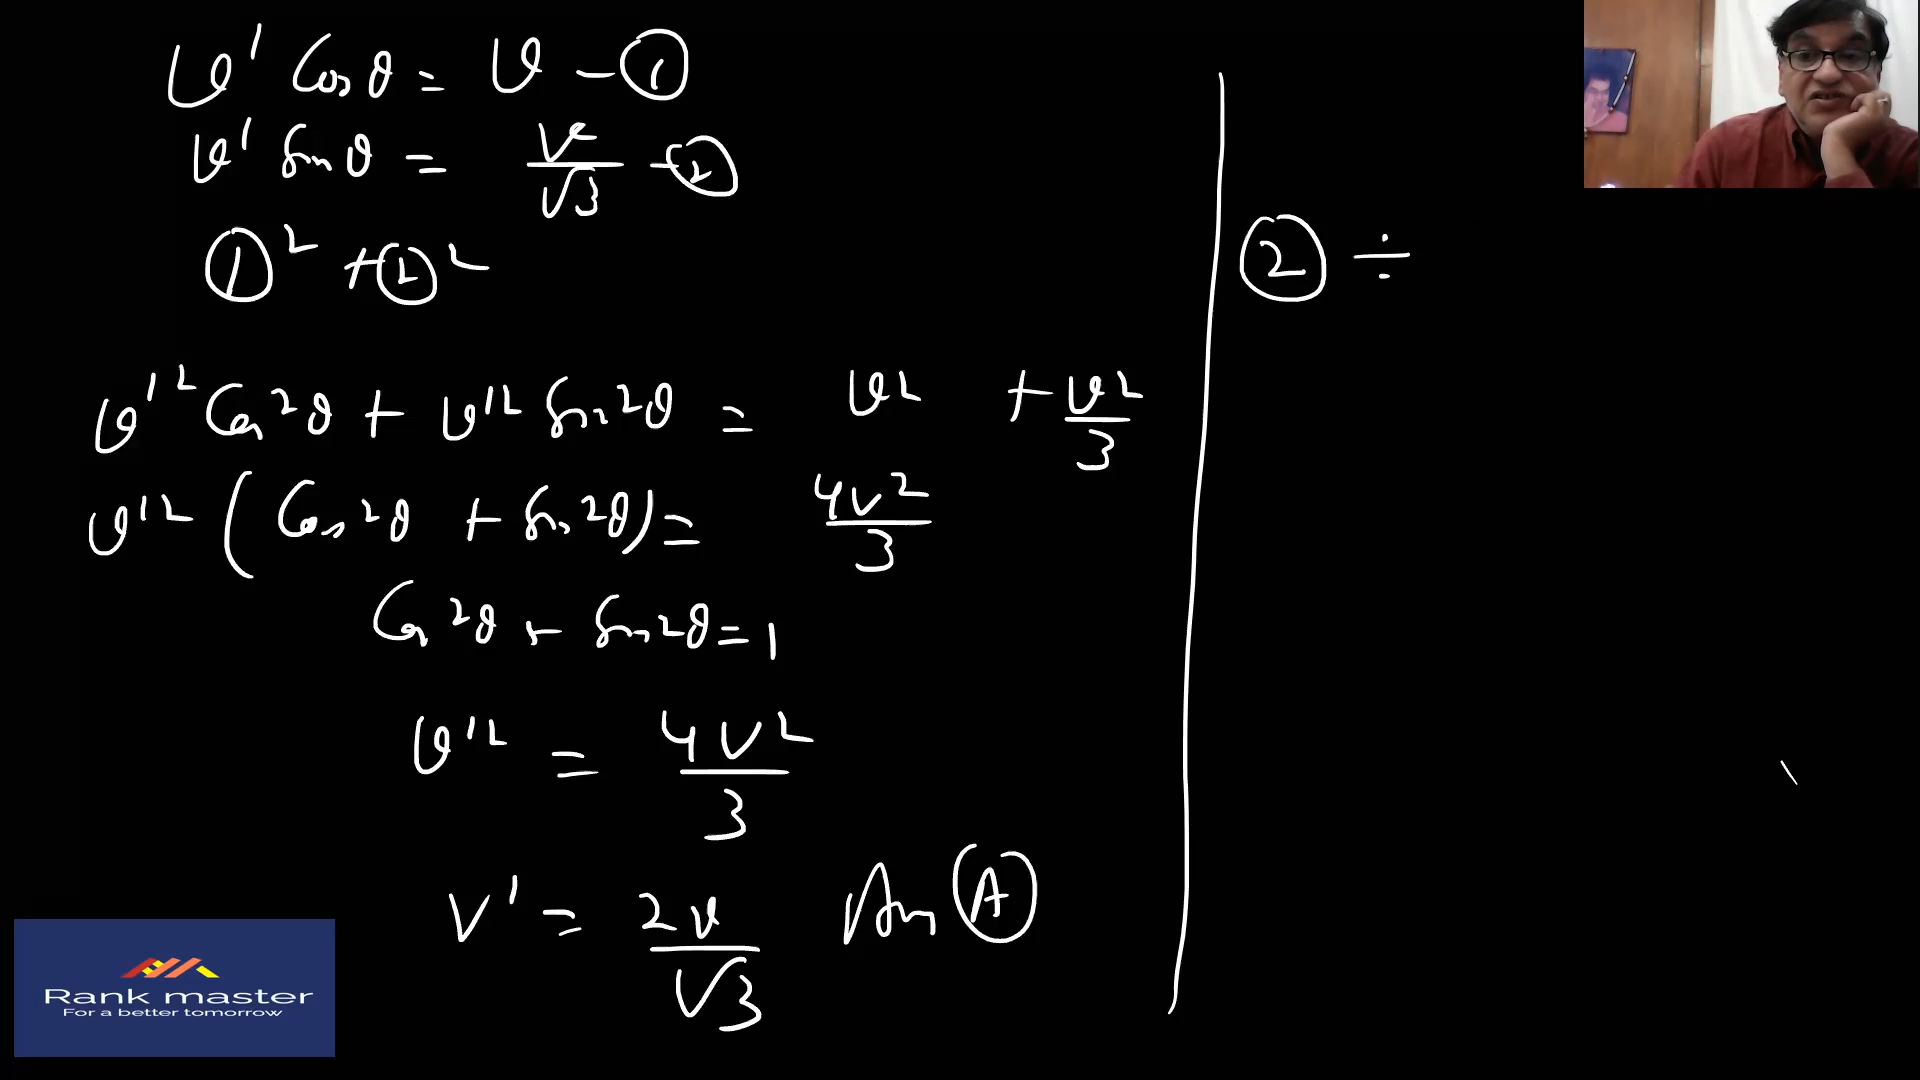 v' Cos θ = v – ①
v' Sin θ = v/√3 – ②
①² + ②²
v'² Cos²θ + v'² Sin²θ = v² + v²/3
v'² (Cos²θ + Sin²θ) = 4v²/3
Cos²θ + Sin²θ = 1
v'² = 4v²/3
v' = 2v/√3 Ans Ⓐ
② ÷
Rank master
For a better tomorrow